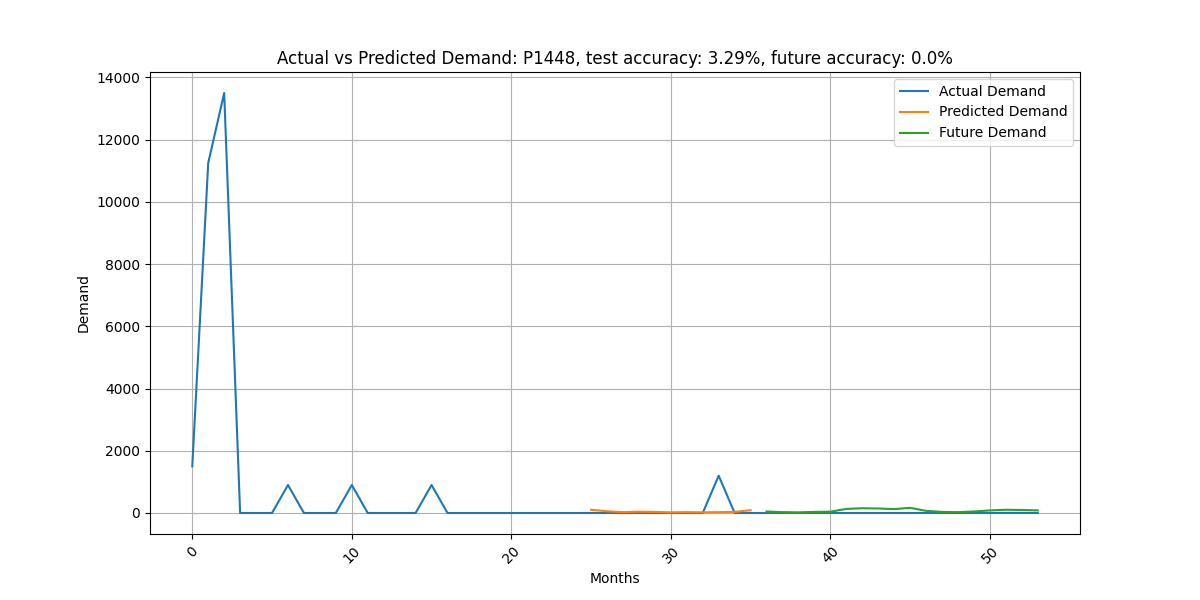 Actual vs Predicted Demand: P1448, test accuracy: 3.29%, future accuracy: 0.0%
14000
12000
10000
8000
6000
4000
2000
0
Demand
Actual Demand
Predicted Demand
Future Demand
0
10
20
30
40
50
Months